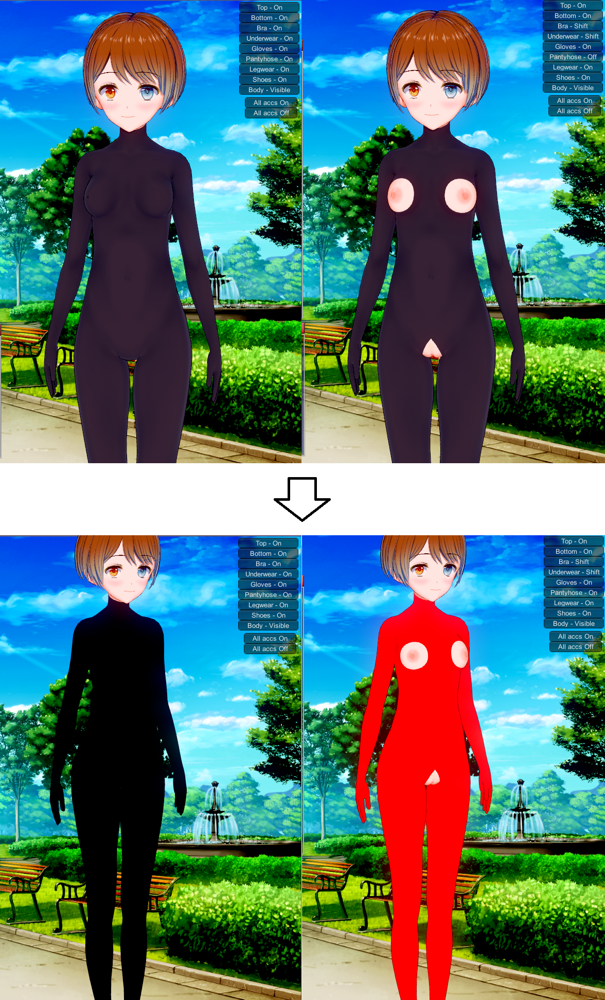 Top - On
Bottom - On
Bra - On
Underwear - On
Gloves - On
Pantyhose - On
Legwear - On
Shoes - On
Body - Visible
All accs On
All accs Off
Top - On
Bottom - On
Bra - Shift
Underwear - Shift
Gloves - On
Pantyhose - Off
Legwear - On
Shoes - On
Body - Visible
All accs On
All accs Off
Top - On
Bottom - On
Bra - On
Underwear - On
Gloves - On
Pantyhose - On
Legwear - On
Shoes - On
Body - Visible
All accs On
All accs Off
Top - On
Bottom - On
Bra - Shift
Underwear - Shift
Gloves - On
Pantyhose - On
Legwear - On
Shoes - On
Body - Visible
All accs On
All accs Off